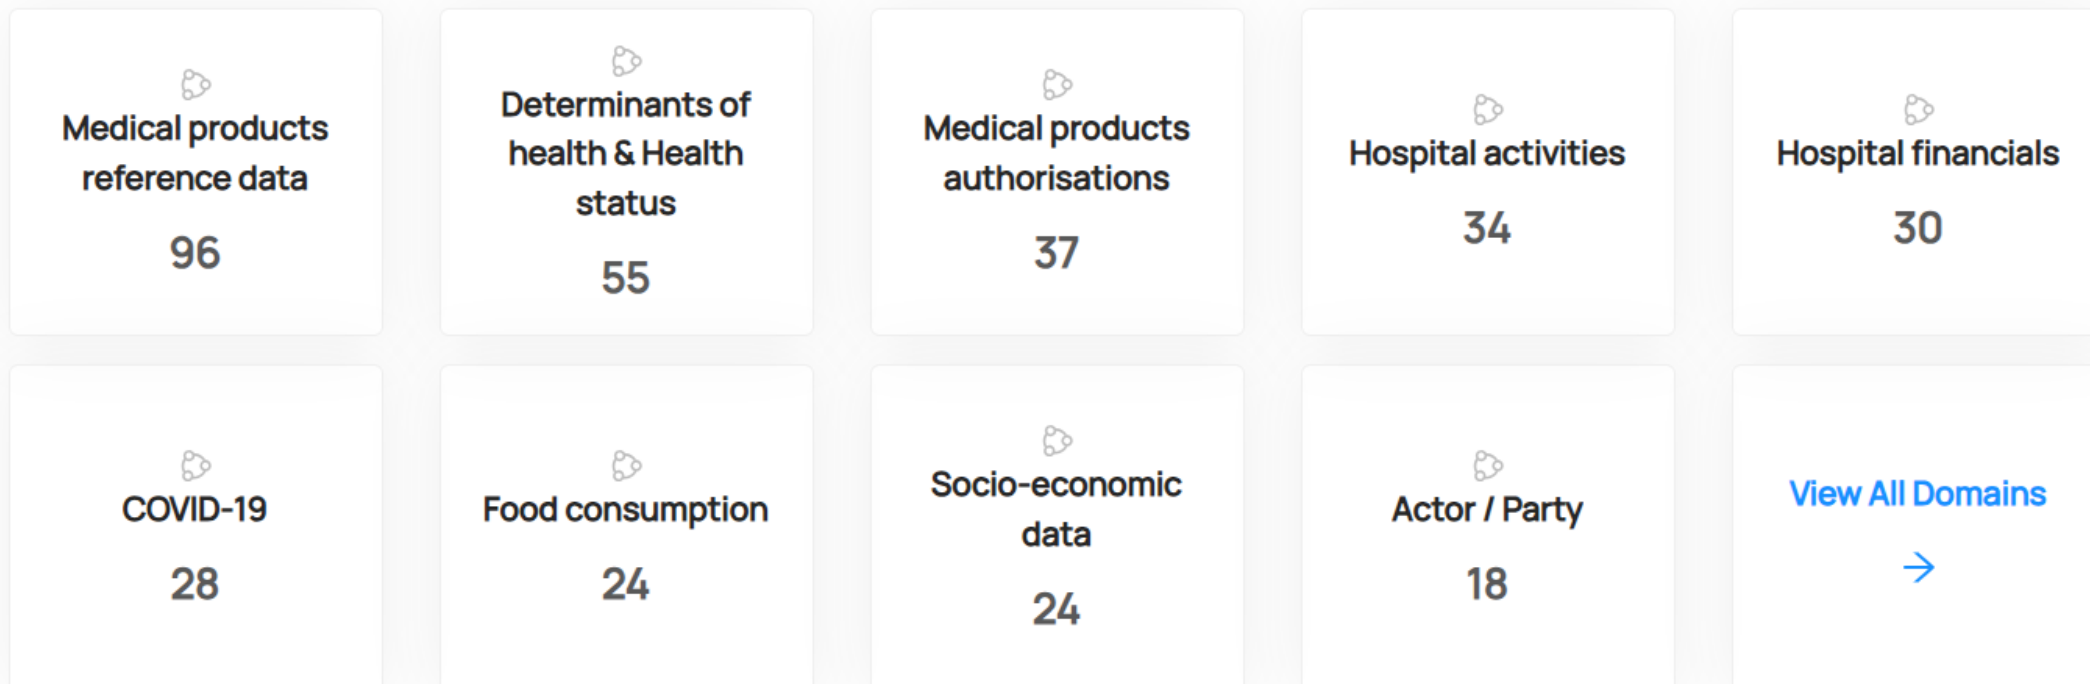 Medical products
reference data
96
Determinants of
health & Health
status
55
Medical products
authorisations
37
Hospital activities
34
Hospital financials
30
COVID-19
28
Food consumption
24
Socio-economic
data
24
Actor / Party
18
View All Domains